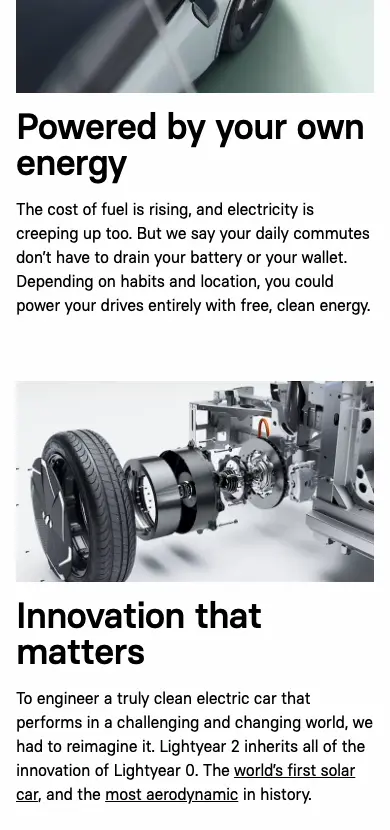 Powered by your own
energy
The cost of fuel is rising, and electricity is
creeping up too. But we say your daily commutes
don’t have to drain your battery or your wallet.
Depending on habits and location, you could
power your drives entirely with free, clean energy.
Innovation that
matters
To engineer a truly clean electric car that
performs in a challenging and changing world, we
had to reimagine it. Lightyear 2 inherits all of the
innovation of Lightyear 0. The world’s first solar
car, and the most aerodynamic in history.